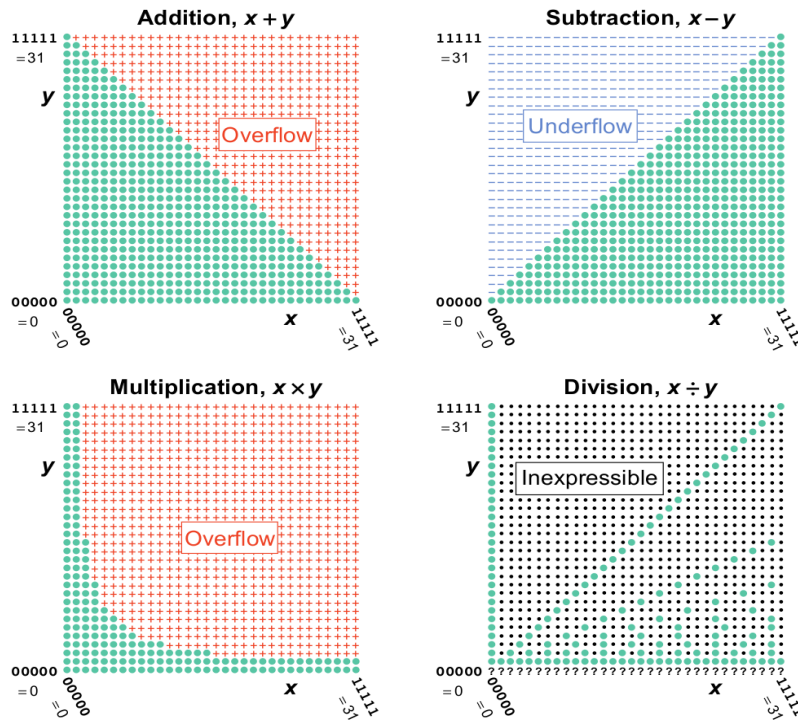 Addition, x + y
11111
=31
y
Overflow
00000
=0
00000
=0
x
11111
=31
Subtraction, x – y
11111
=31
y
Underflow
00000
=0
00000
=0
x
11111
=31
Multiplication, x × y
11111
=31
y
Overflow
00000
=0
00000
=0
x
11111
=31
Division, x ÷ y
11111
=31
y
Inexpressible
00000
=0
????????????????????????????????
00000
=0
x
11111
=31